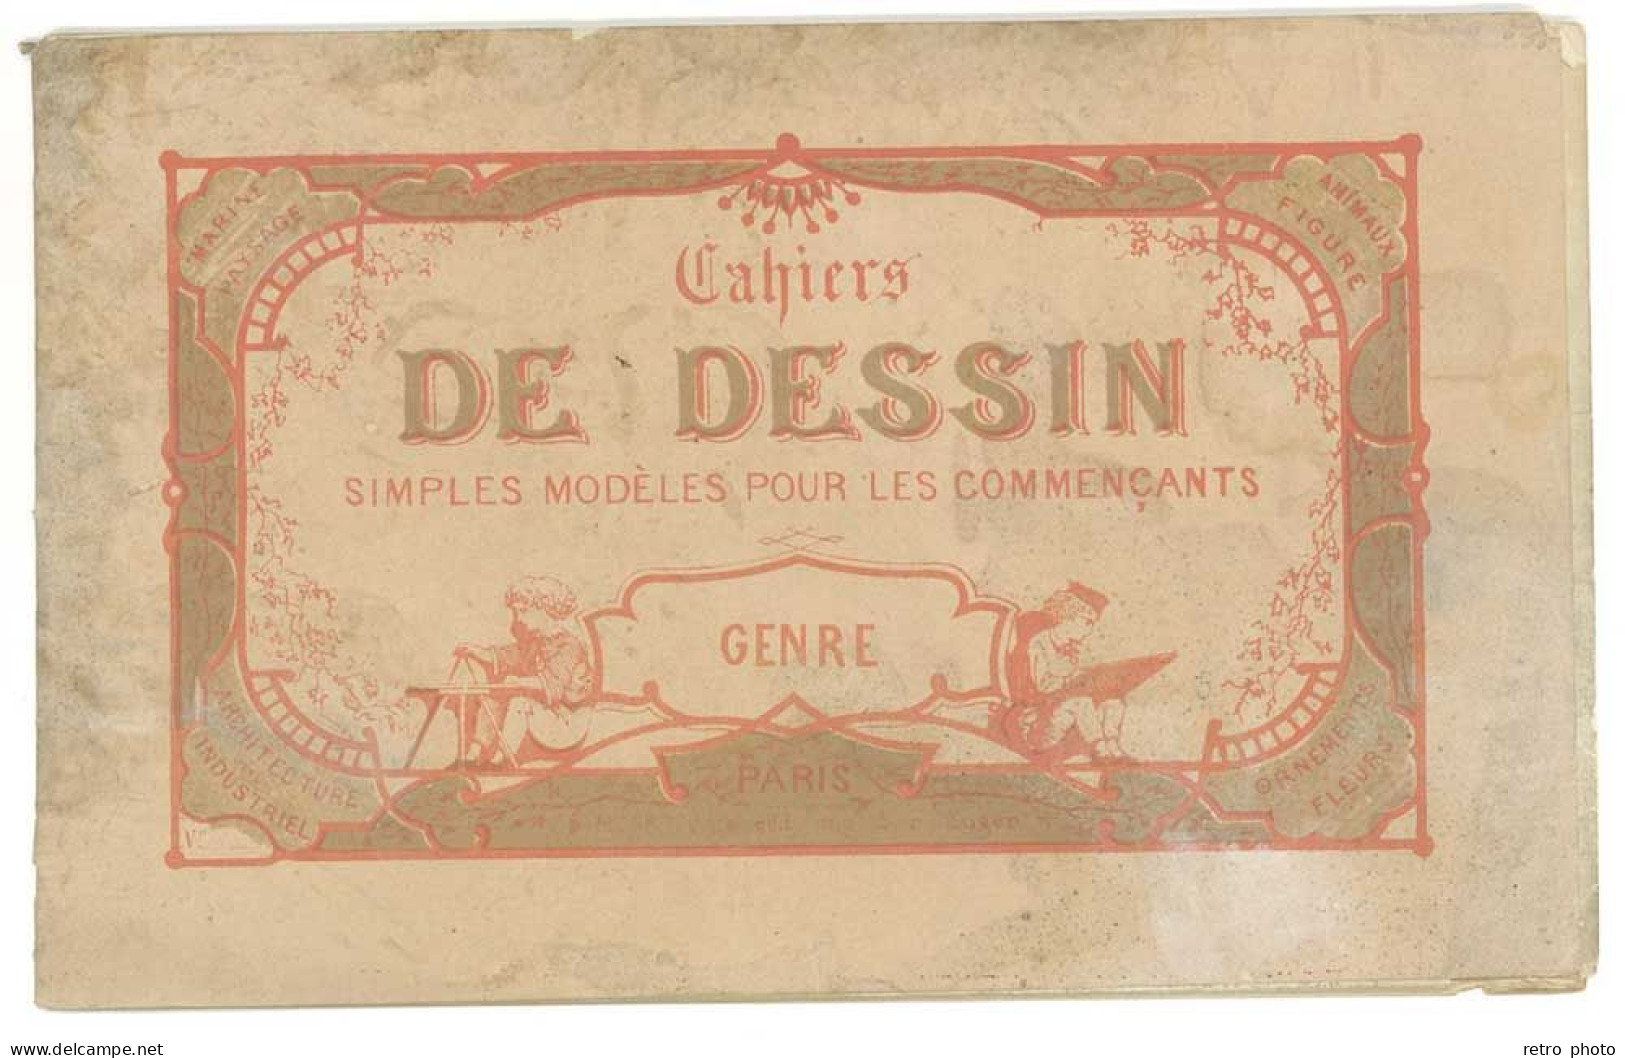 MARINE
PAYSAGE
ANIMAUX
FIGURE
Cahiers
DE DESSIN
SIMPLES MODÈLES POUR LES COMMENÇANTS
GENRE
ARCHITECTURE
INDUSTRIEL
ORNEMENTS
FLEURS
PARIS
www.delcampe.net
retro photo